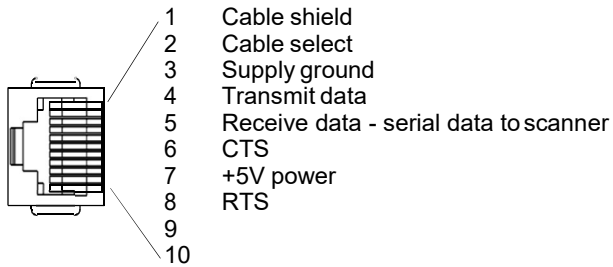 1 Cable shield
2 Cable select
3 Supply ground
4 Transmit data
5 Receive data - serial data to scanner
6 CTS
7 +5V power
8 RTS
9
10